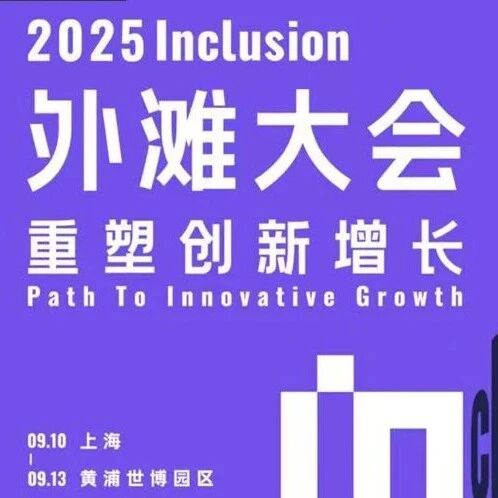 2025 Inclusion
外滩大会
重塑创新增长
Path To Innovative Growth
in
09.10 上海
09.13 黄浦世博园区